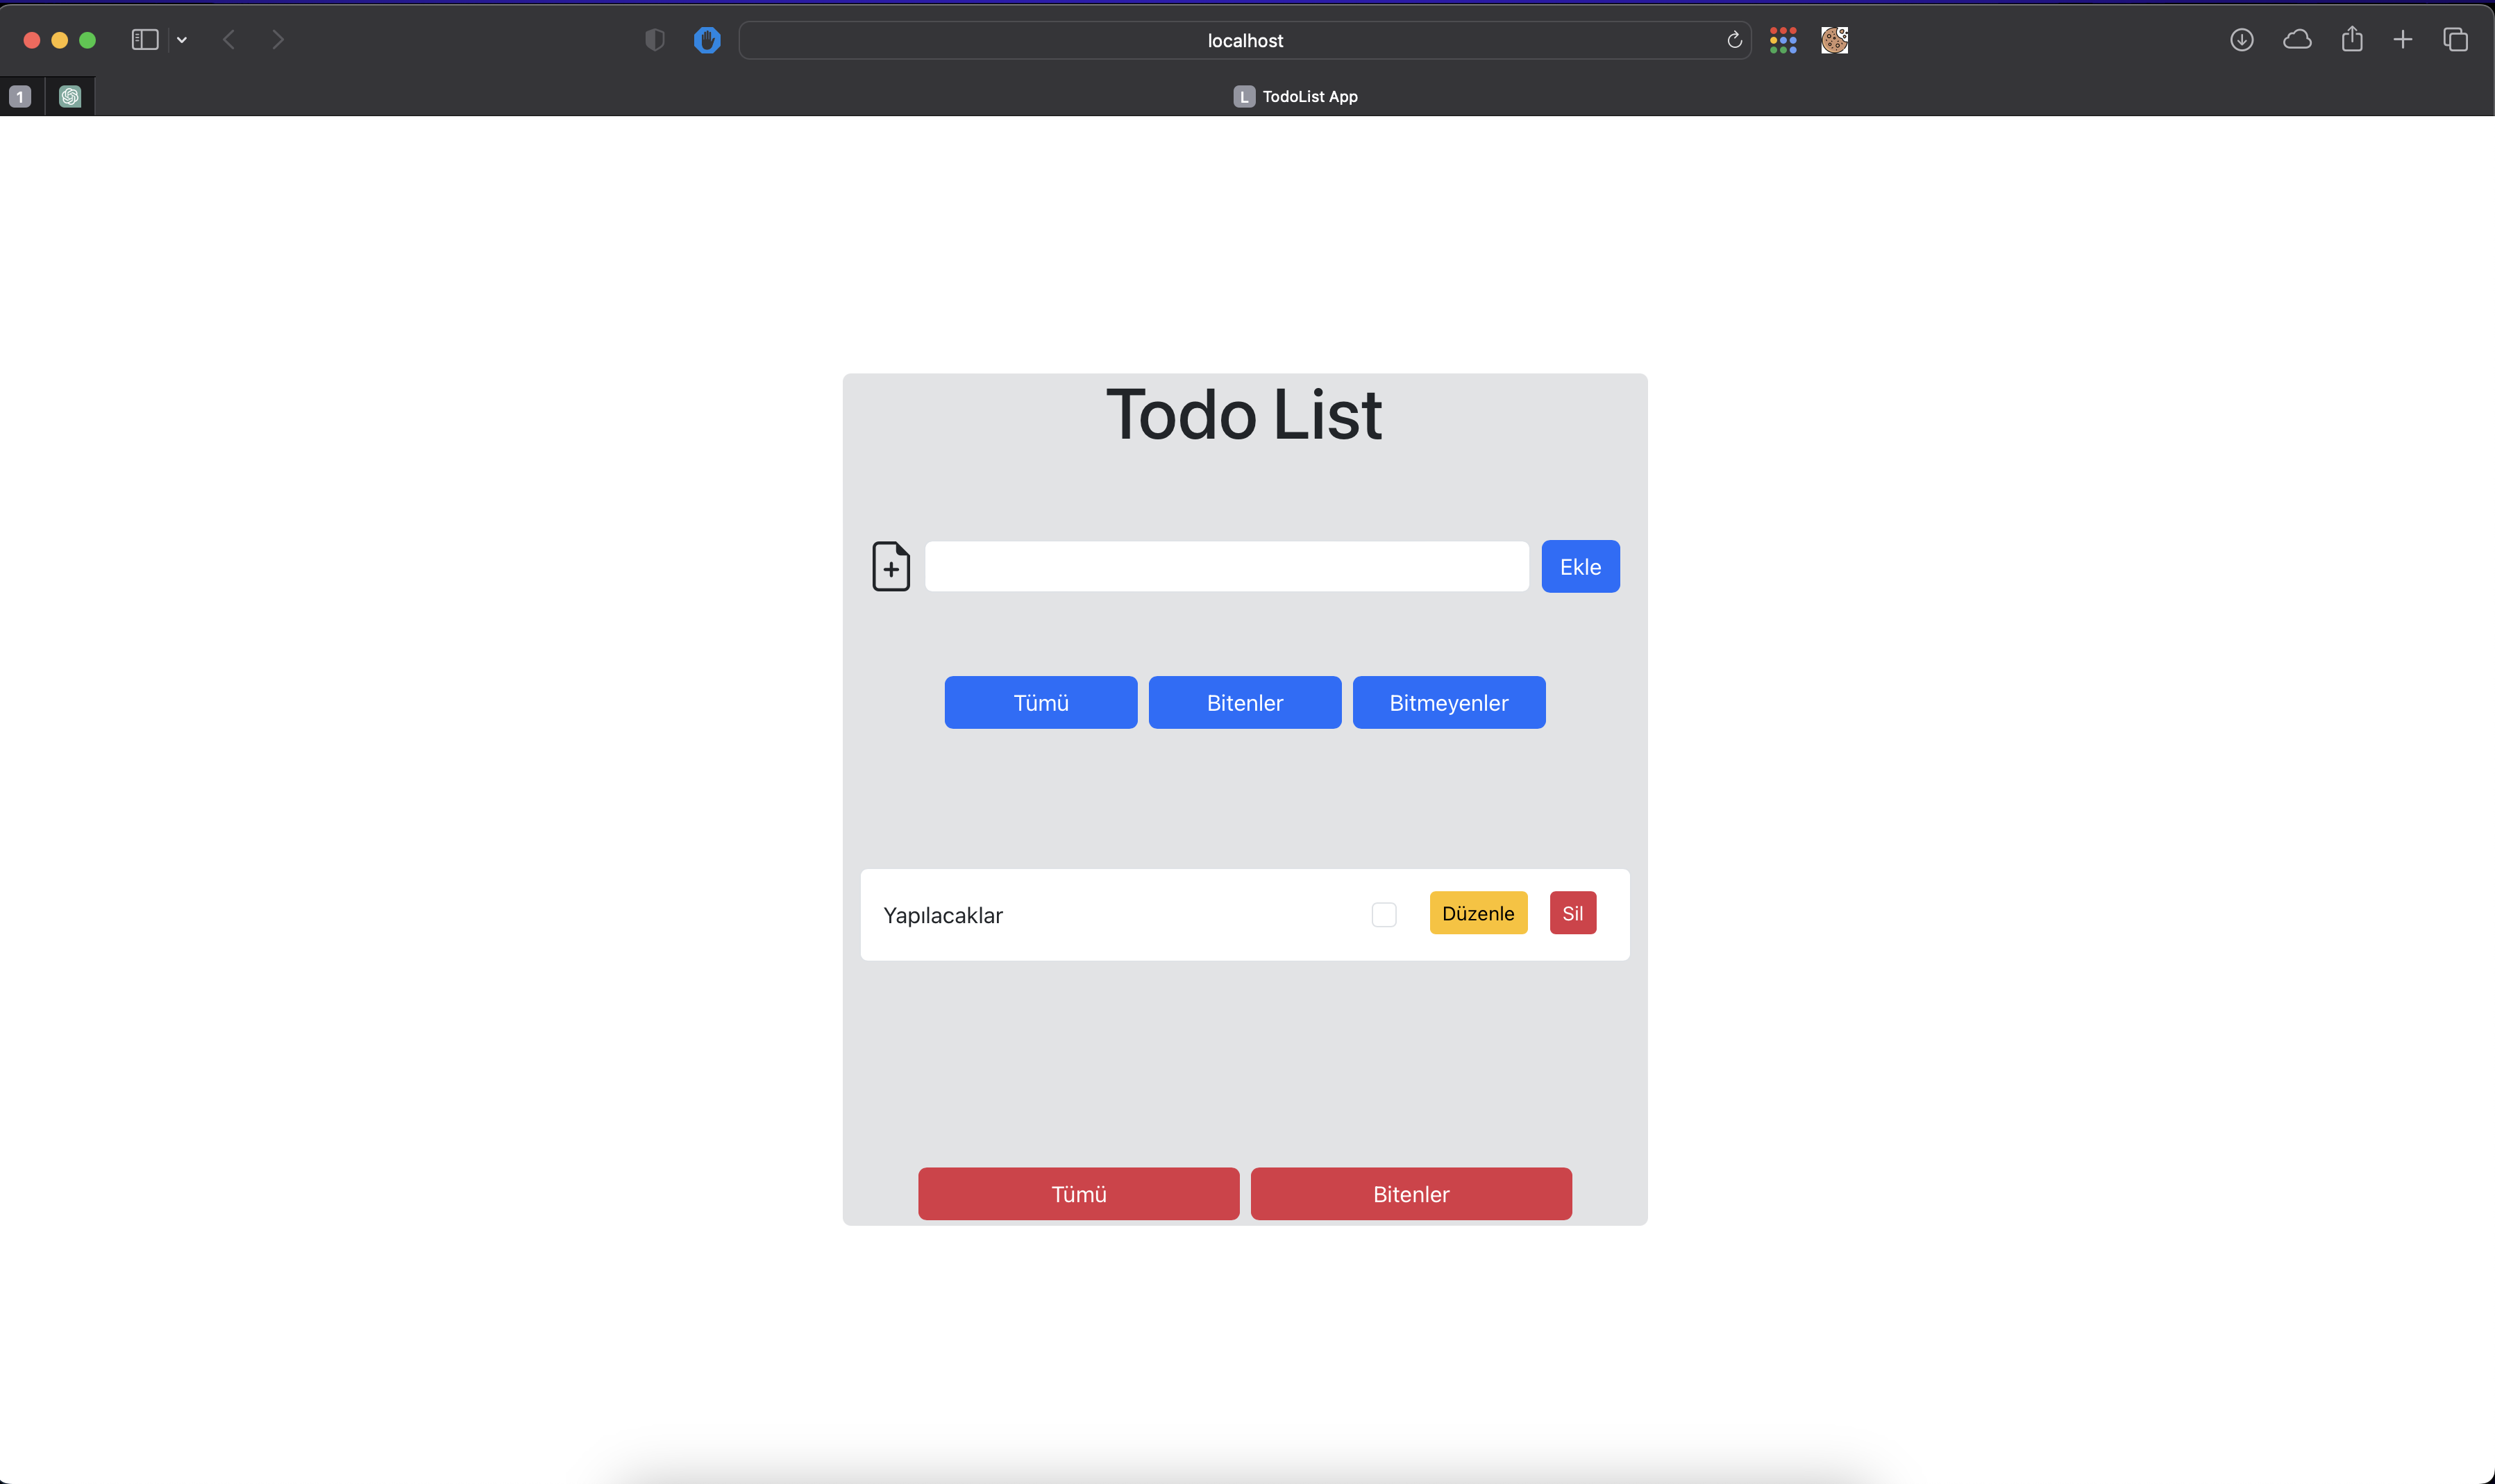 localhost
1
L TodoList App
Todo List
Ekle
Tümü Bitenler Bitmeyenler
Yapılacaklar Düzenle Sil
Tümü Bitenler